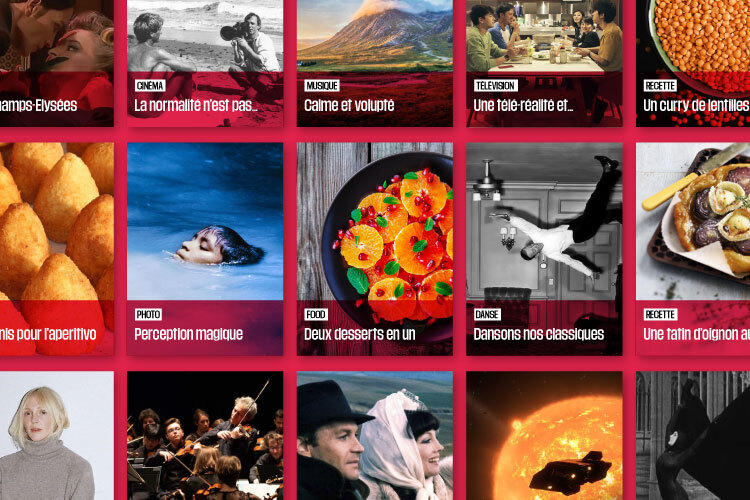 hamps-Elysées
CINÉMA
La normalité n'est pas...
MUSIQUE
Calme et volupté
TÉLÉVISION
Une télé-réalité et...
RECETTE
Un curry de lentilles
nis pour l'aperitivo
PHOTO
Perception magique
FOOD
Deux desserts en un
DANSE
Dansons nos classiques
RECETTE
Une tatin d'oignon au